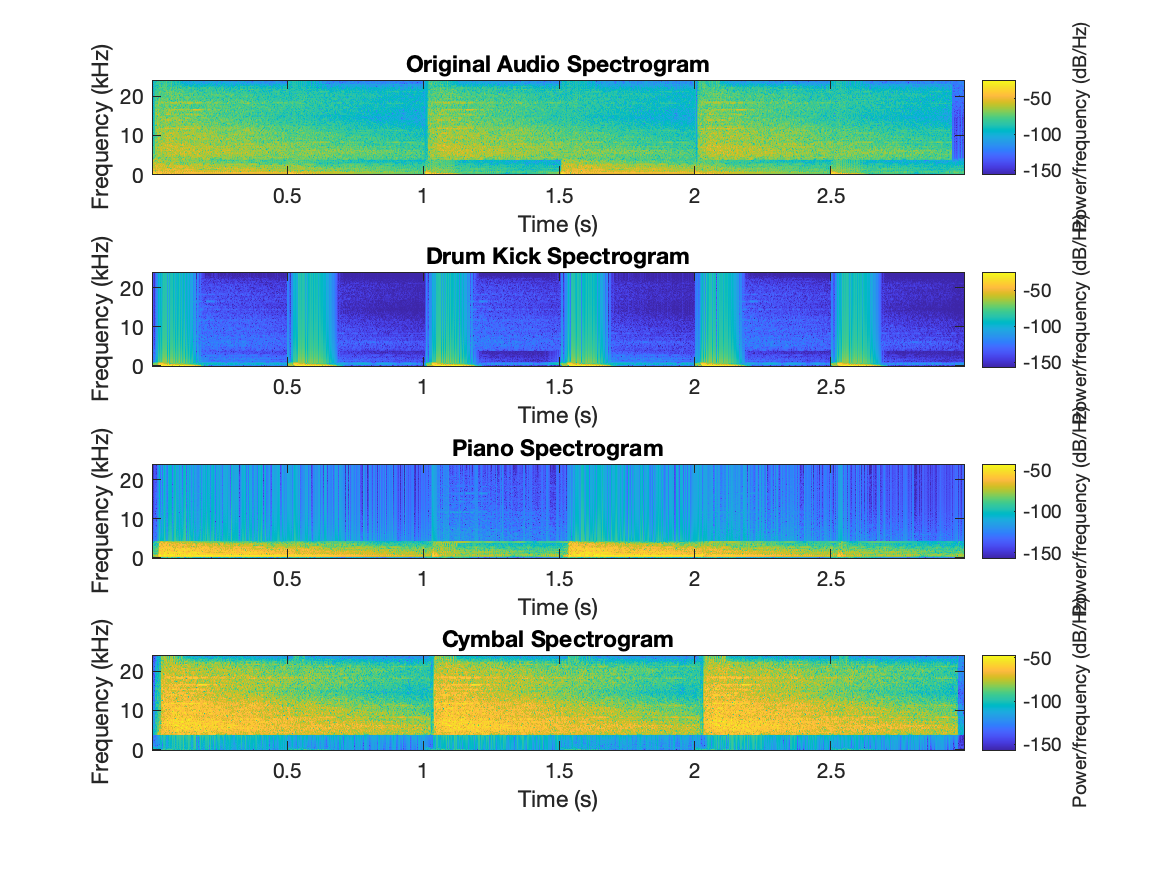 Original Audio Spectrogram
Frequency (kHz)
20
10
0
0.5 1 1.5 2 2.5
Time (s)
-50
-100
-150
Power/frequency (dB/Hz)
Drum Kick Spectrogram
Frequency (kHz)
20
10
0
0.5 1 1.5 2 2.5
Time (s)
-50
-100
-150
Power/frequency (dB/Hz)
Piano Spectrogram
Frequency (kHz)
20
10
0
0.5 1 1.5 2 2.5
Time (s)
-50
-100
-150
Power/frequency (dB/Hz)
Cymbal Spectrogram
Frequency (kHz)
20
10
0
0.5 1 1.5 2 2.5
Time (s)
-50
-100
-150
Power/frequency (dB/Hz)